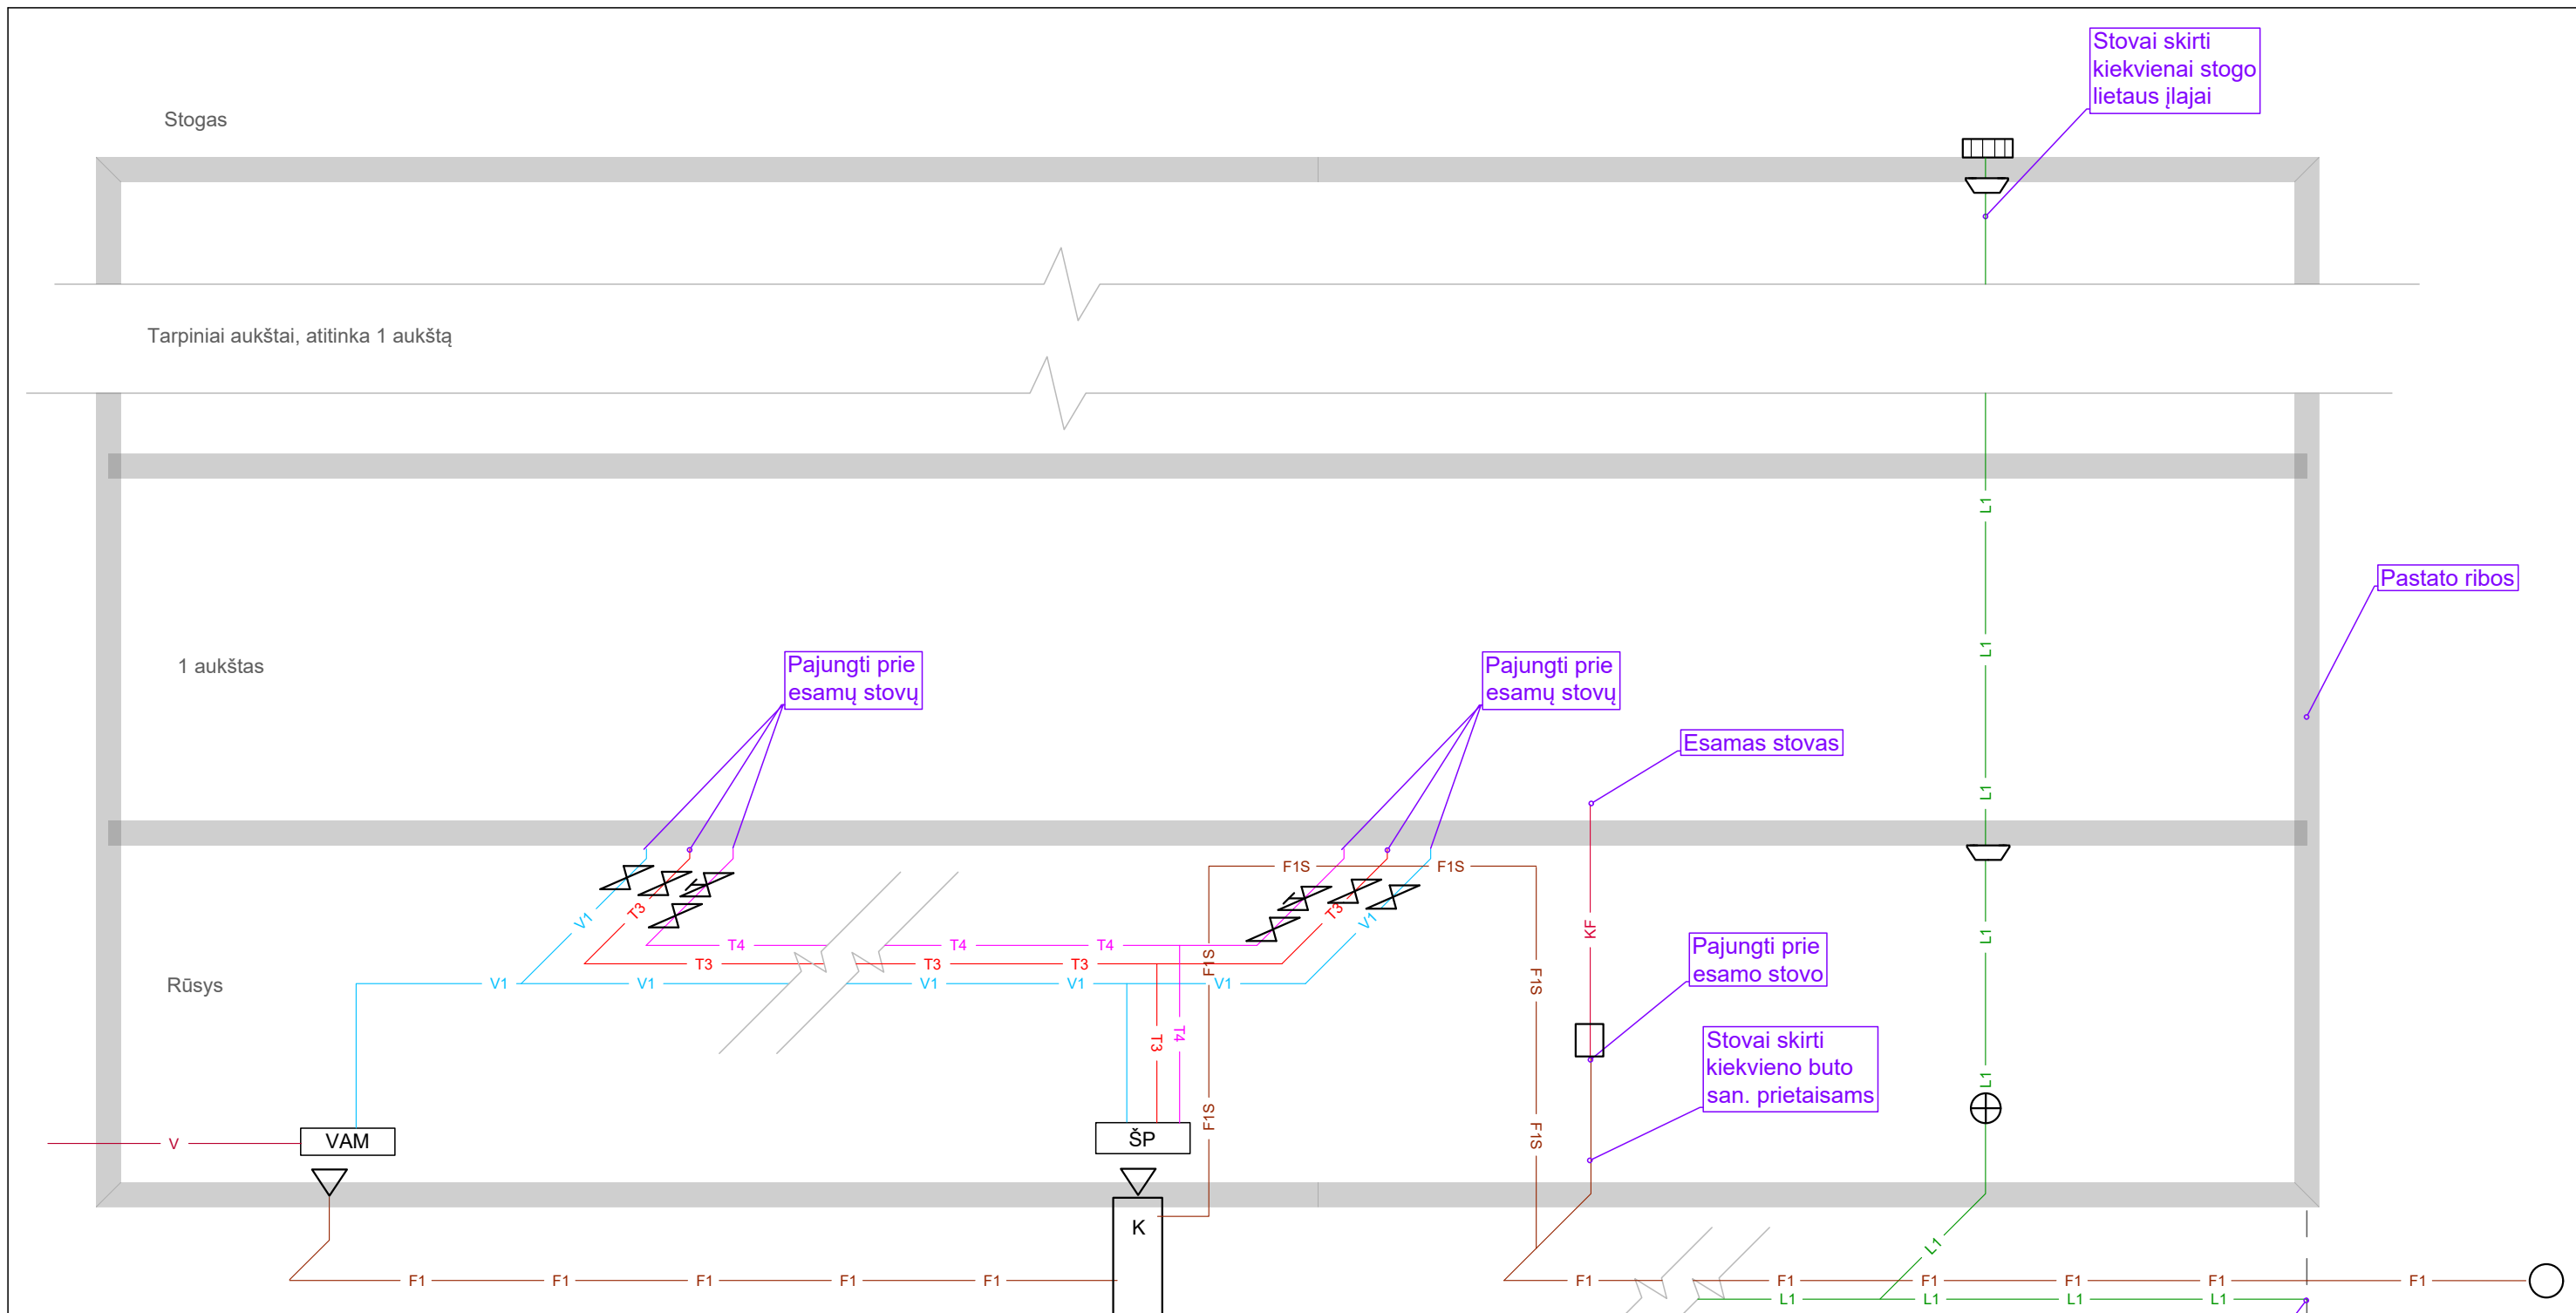 Stovai skirti
kiekvienai stogo
lietaus įlajai
Stogas
Tarpiniai aukštai, atitinka 1 aukštą
L1
Pastato ribos
L1
1 aukštas
Pajungti prie
esamų stovų
Pajungti prie
esamų stovų
Esamas stovas
L1
F1S
F1S
V1
T3
T3
V1
KF
L1
T4
T4
T4
Pajungti prie
esamo stovo
T3
T3
T3
F1S
Rūsys
V1
V1
V1
V1
V1
F1S
T3
T4
Stovai skirti
kiekvieno buto
san. prietaisams
L1
F1S
F1S
V
VAM
ŠP
K
L1
F1
F1
F1
F1
F1
F1
F1
F1
F1
F1
F1
L1
L1
L1
L1